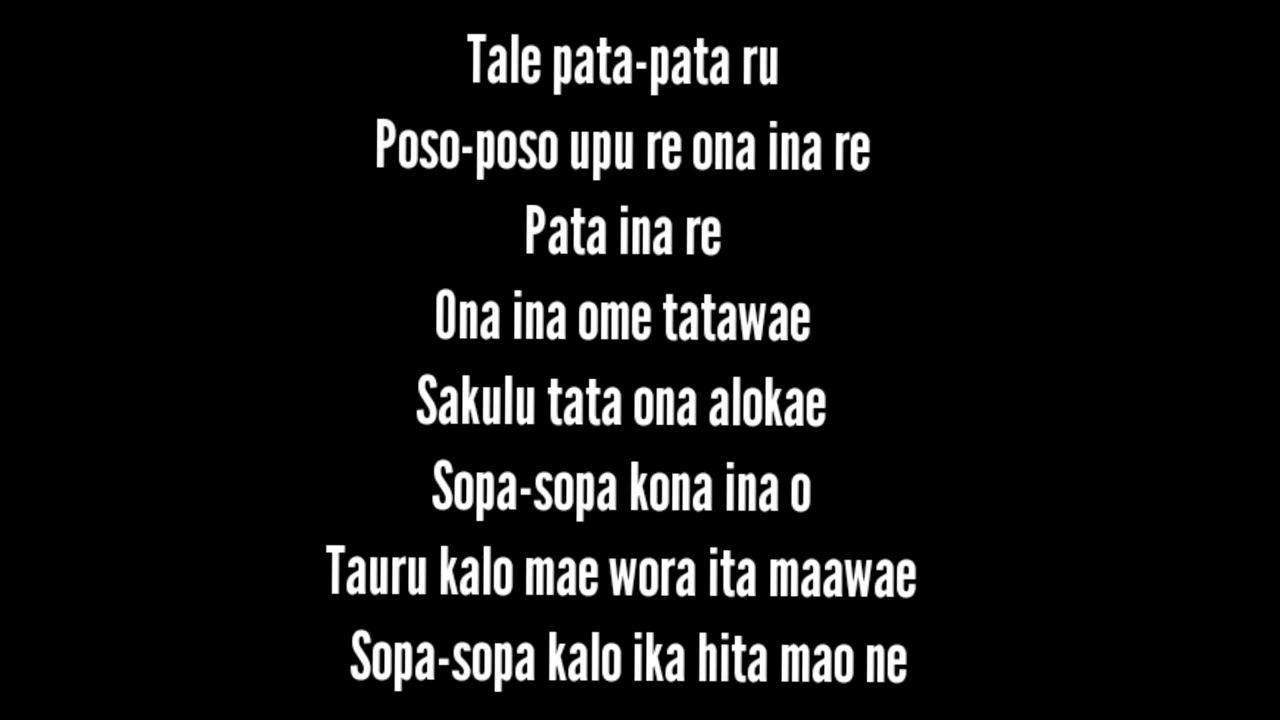 Tale pata-pata ru
Poso-poso upu re ona ina re
Pata ina re
Ona ina ome tatawae
Sakulu tata ona alokae
Sopa-sopa kona ina o
Tauru kalo mae wora ita maawae
Sopa-sopa kalo ika hita mao ne